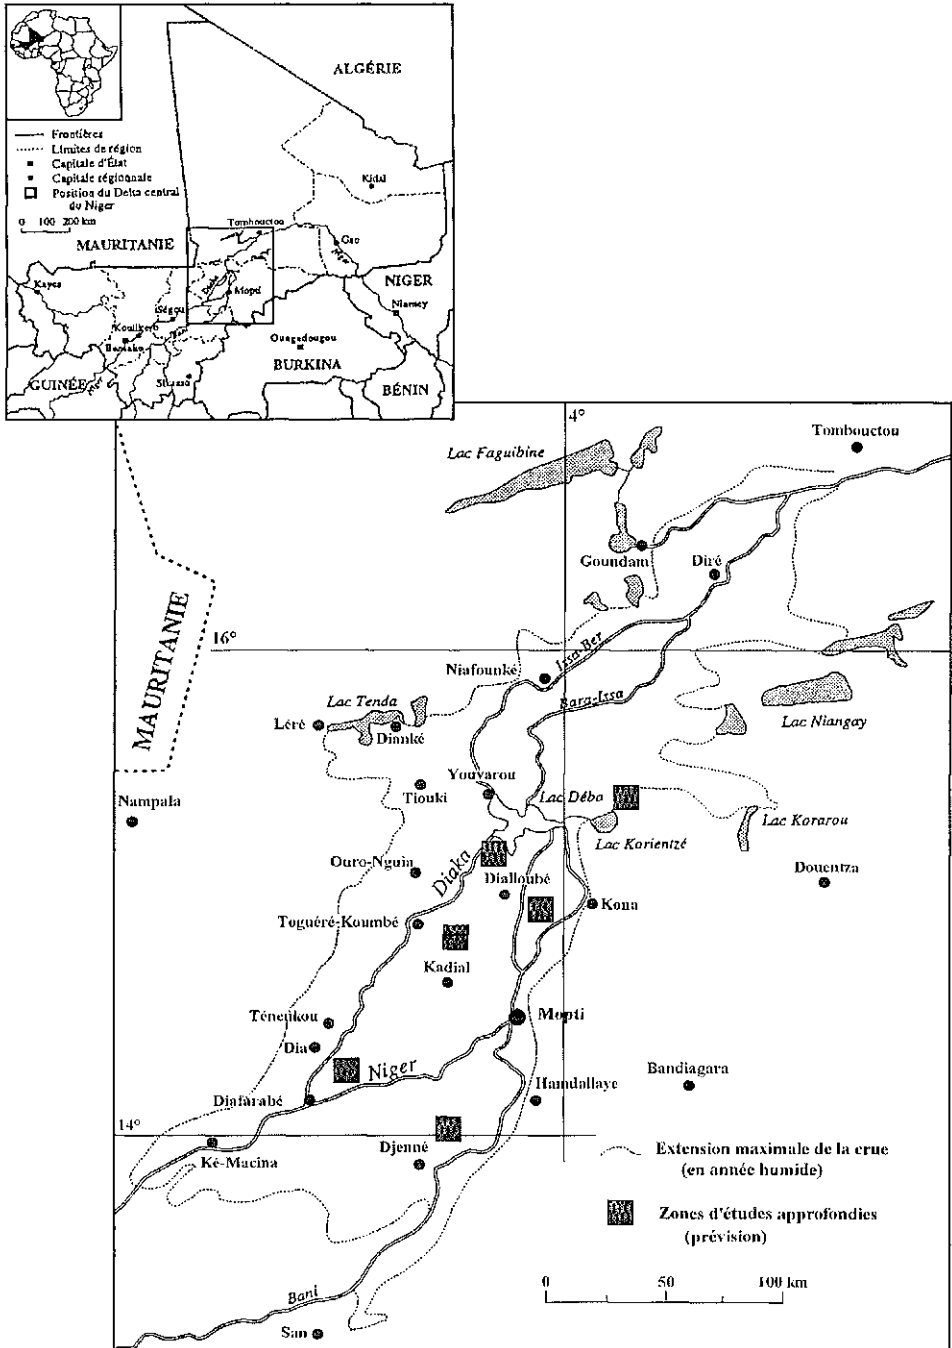 ALGÉRIE
Frontières
Limites de région
Capitale d'État
Capitale régionnale
Position du Delta central
du Niger
0 100 200 km
Kidal
Tombouctou
MAURITANIE
Gao
Kayes
NIGER
Mopti
Ségou
Niamey
Koulikoro
Bamako
Ouagadougou
BURKINA
GUINÉE
Sikasso
BÉNIN
4°
Tombouctou
Lac Faguibine
Goundam
Diré
MAURITANIE
16°
Issa-Ber
Niafounké
Bara-Issa
Lac Tenda
Lac Niangay
Léré
Dianké
Youvarou
Tiouki
Lac Déba
Nampala
Lac Korarou
Lac Korientzé
Ouro-Nguia
Diaka
Dialloubé
Douentza
Toguéré-Koumbé
Kona
Kadial
Ténenkou
Mopti
Dia
Niger
Bandiagara
Diafarabé
Hamdallaye
14°
Djenné
Ké-Macina
Extension maximale de la crue
(en année humide)
Zones d'études approfondies
(prévision)
0 50 100 km
Bani
San